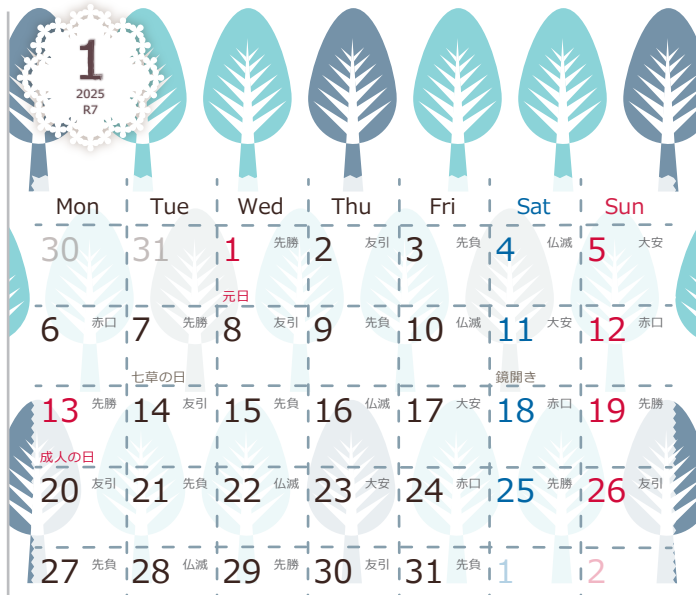 1
2025
R7
Mon Tue Wed Thu Fri Sat Sun
30 31 1 先勝 2 友引 3 先負 4 仏滅 5 大安
元日
6 赤口 7 先勝 8 友引 9 先負 10 仏滅 11 大安 12 赤口
七草の日 鏡開き
13 先勝 14 友引 15 先負 16 仏滅 17 大安 18 赤口 19 先勝
成人の日
20 友引 21 先負 22 仏滅 23 大安 24 赤口 25 先勝 26 友引
27 先負 28 仏滅 29 先勝 30 友引 31 先負 1 2